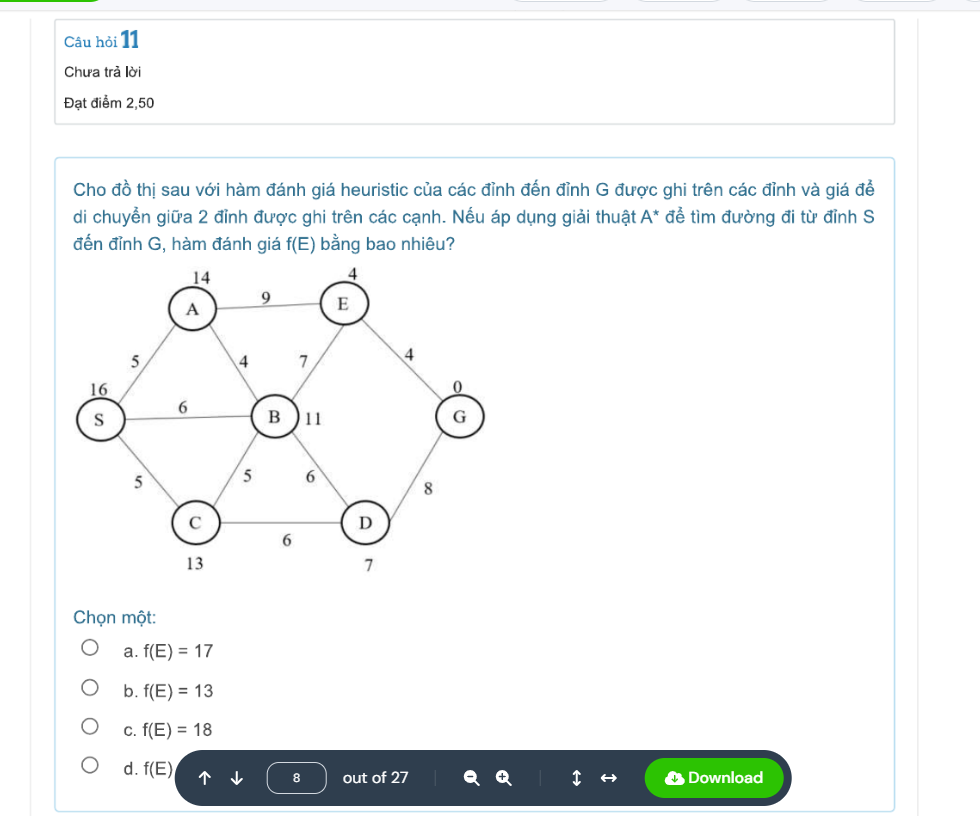 Câu hỏi 11
Chưa trả lời
Đạt điểm 2,50
Cho đồ thị sau với hàm đánh giá heuristic của các đỉnh đến đỉnh G được ghi trên các đỉnh và giá để
di chuyển giữa 2 đỉnh được ghi trên các cạnh. Nếu áp dụng giải thuật A* để tìm đường đi từ đỉnh S
đến đỉnh G, hàm đánh giá f(E) bằng bao nhiêu?
14
4
9
A
E
5
4
7
4
16
0
6
S
B
11
G
5
5
6
8
C
D
6
13
7
Chọn một:
a. f(E) = 17
b. f(E) = 13
c. f(E) = 18
d. f(E)
8 out of 27
Download